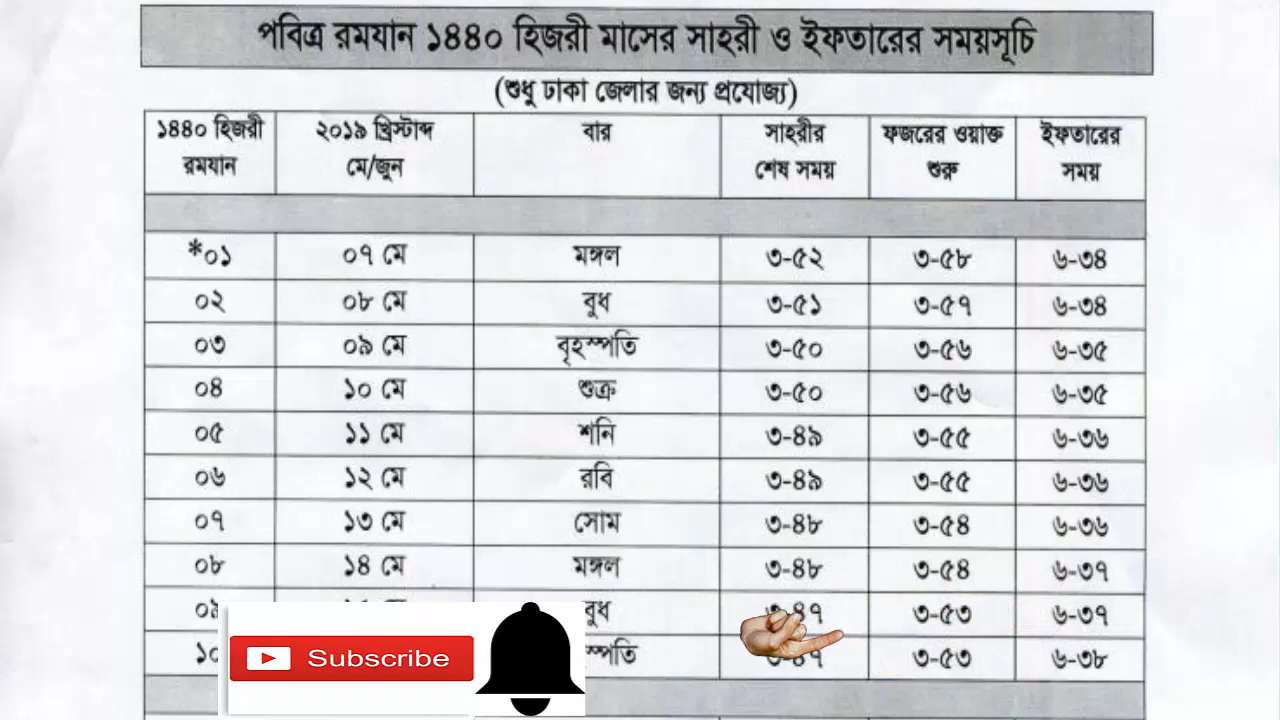 পবিত্র রমযান ১৪৪০ হিজরী মাসের সাহরী ও ইফতারের সময়সূচি
(শুধু ঢাকা জেলার জন্য প্রযোজ্য)
১৪৪০ হিজরী রমযান ২০১৯ খ্রিস্টাব্দ মে/জুন বার সাহরীর শেষ সময় ফজরের ওয়াক্ত শুরু ইফতারের সময়
*০১ ০৭ মে মঙ্গল ৩-৫২ ৩-৫৮ ৬-৩৪
০২ ০৮ মে বুধ ৩-৫১ ৩-৫৭ ৬-৩৪
০৩ ০৯ মে বৃহস্পতি ৩-৫০ ৩-৫৬ ৬-৩৫
০৪ ১০ মে শুক্র ৩-৫০ ৩-৫৬ ৬-৩৫
০৫ ১১ মে শনি ৩-৪৯ ৩-৫৫ ৬-৩৬
০৬ ১২ মে রবি ৩-৪৯ ৩-৫৫ ৬-৩৬
০৭ ১৩ মে সোম ৩-৪৮ ৩-৫৪ ৬-৩৬
০৮ ১৪ মে মঙ্গল ৩-৪৮ ৩-৫৪ ৬-৩৭
০৯ বুধ ৩-৫৩ ৬-৩৭
১০ ৩-৫৩ ৬-৩৮
Subscribe